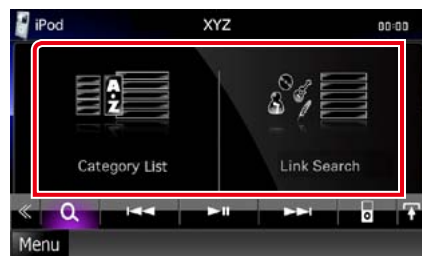 iPod XYZ 00:00
A
Z
Category List Link Search
Menu